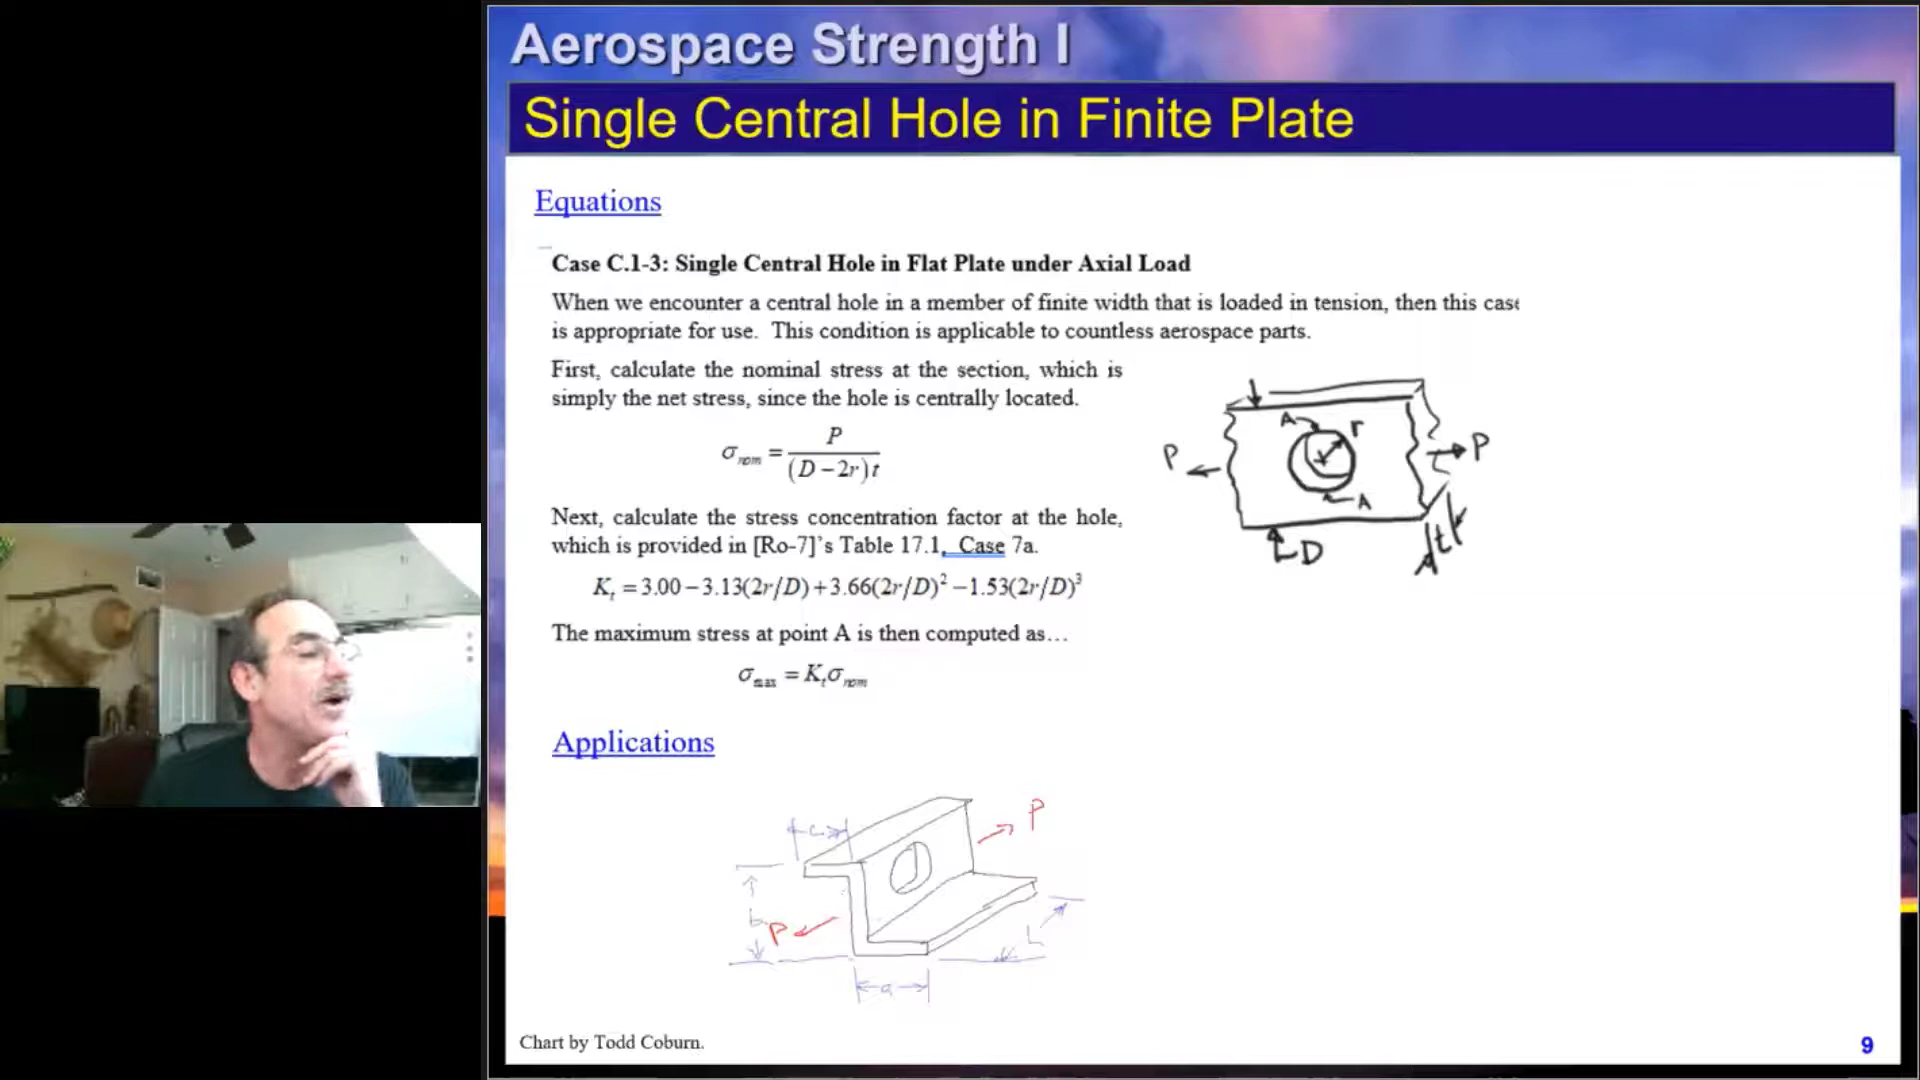 Aerospace Strength I
Single Central Hole in Finite Plate
Equations
Case C.1-3: Single Central Hole in Flat Plate under Axial Load
When we encounter a central hole in a member of finite width that is loaded in tension, then this case
is appropriate for use. This condition is applicable to countless aerospace parts.
First, calculate the nominal stress at the section, which is
simply the net stress, since the hole is centrally located.
σ_nom = P / (D − 2r)t
Next, calculate the stress concentration factor at the hole,
which is provided in [Ro-7]'s Table 17.1, Case 7a.
K_t = 3.00 − 3.13(2r/D) + 3.66(2r/D)² − 1.53(2r/D)³
The maximum stress at point A is then computed as…
σ_max = K_t σ_nom
A
r
P
P
A
D
t
Applications
P
c
b
P
L
a
Chart by Todd Coburn.
9